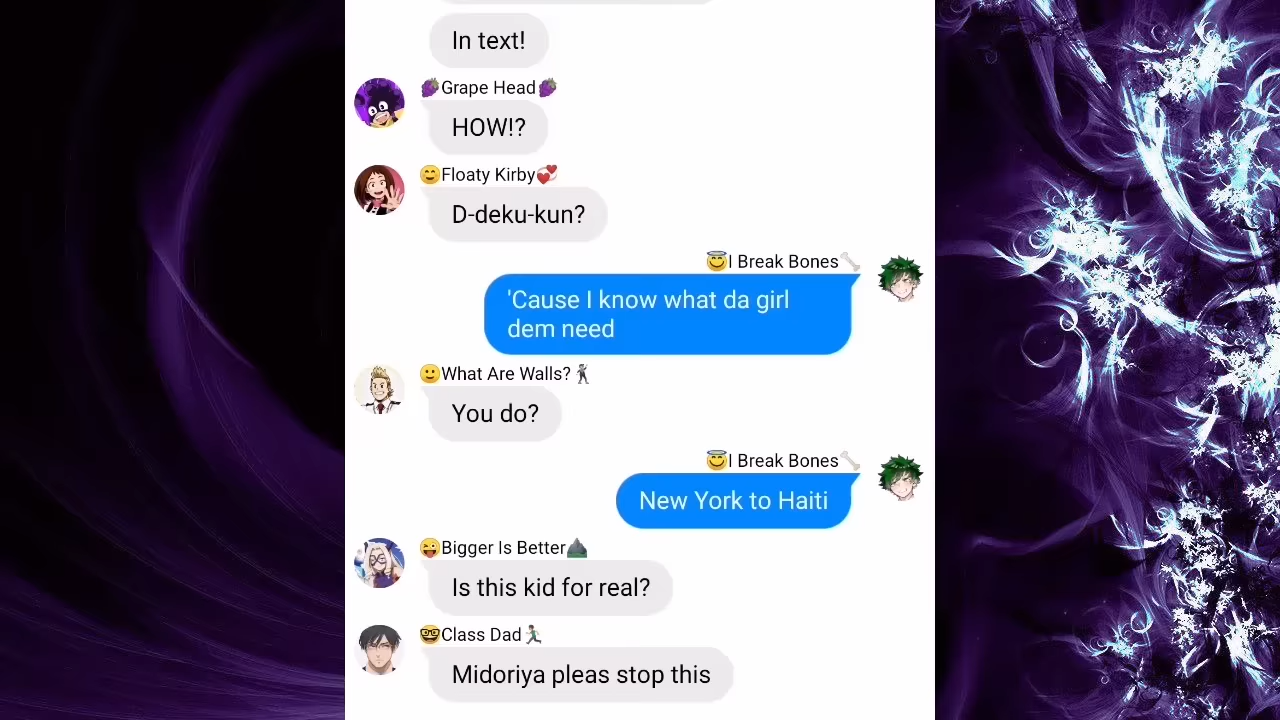 In text!
🍇Grape Head🍇
HOW!?
😊Floaty Kirby💞
D-deku-kun?
😇I Break Bones🦴
'Cause I know what da girl
dem need
🙂What Are Walls?🚶
You do?
😇I Break Bones🦴
New York to Haiti
😜Bigger Is Better⛰️
Is this kid for real?
🤓Class Dad🏃
Midoriya pleas stop this